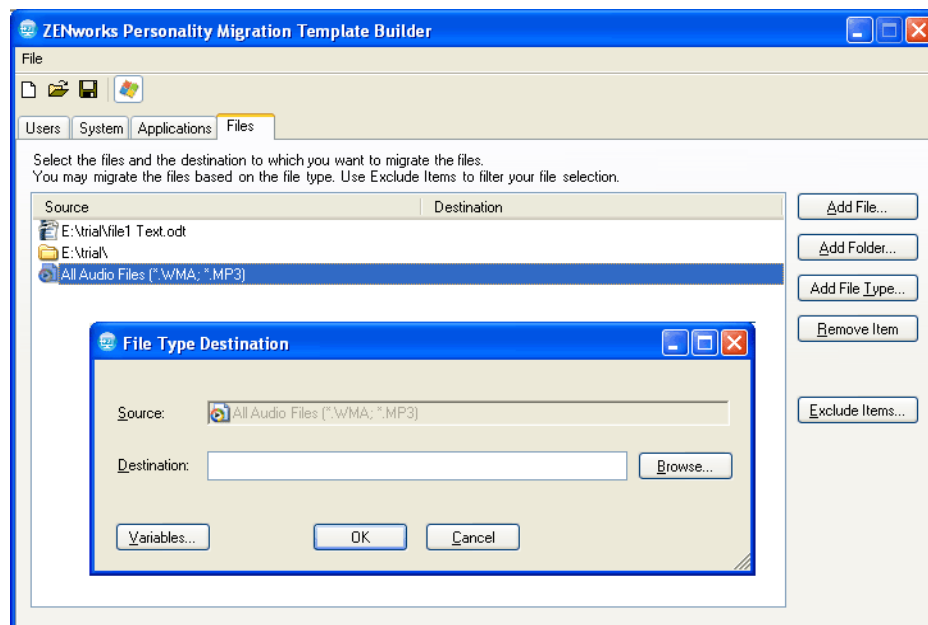 ZENworks Personality Migration Template Builder
File
Users System Applications Files
Select the files and the destination to which you want to migrate the files.
You may migrate the files based on the file type. Use Exclude Items to filter your file selection.
Source Destination
Add File...
E:\trial\file1 Text.odt
E:\trial\
Add Folder...
All Audio Files (*.WMA; *.MP3)
Add File Type...
Remove Item
File Type Destination
Source: All Audio Files (*.WMA; *.MP3)
Exclude Items...
Destination: Browse...
Variables... OK Cancel